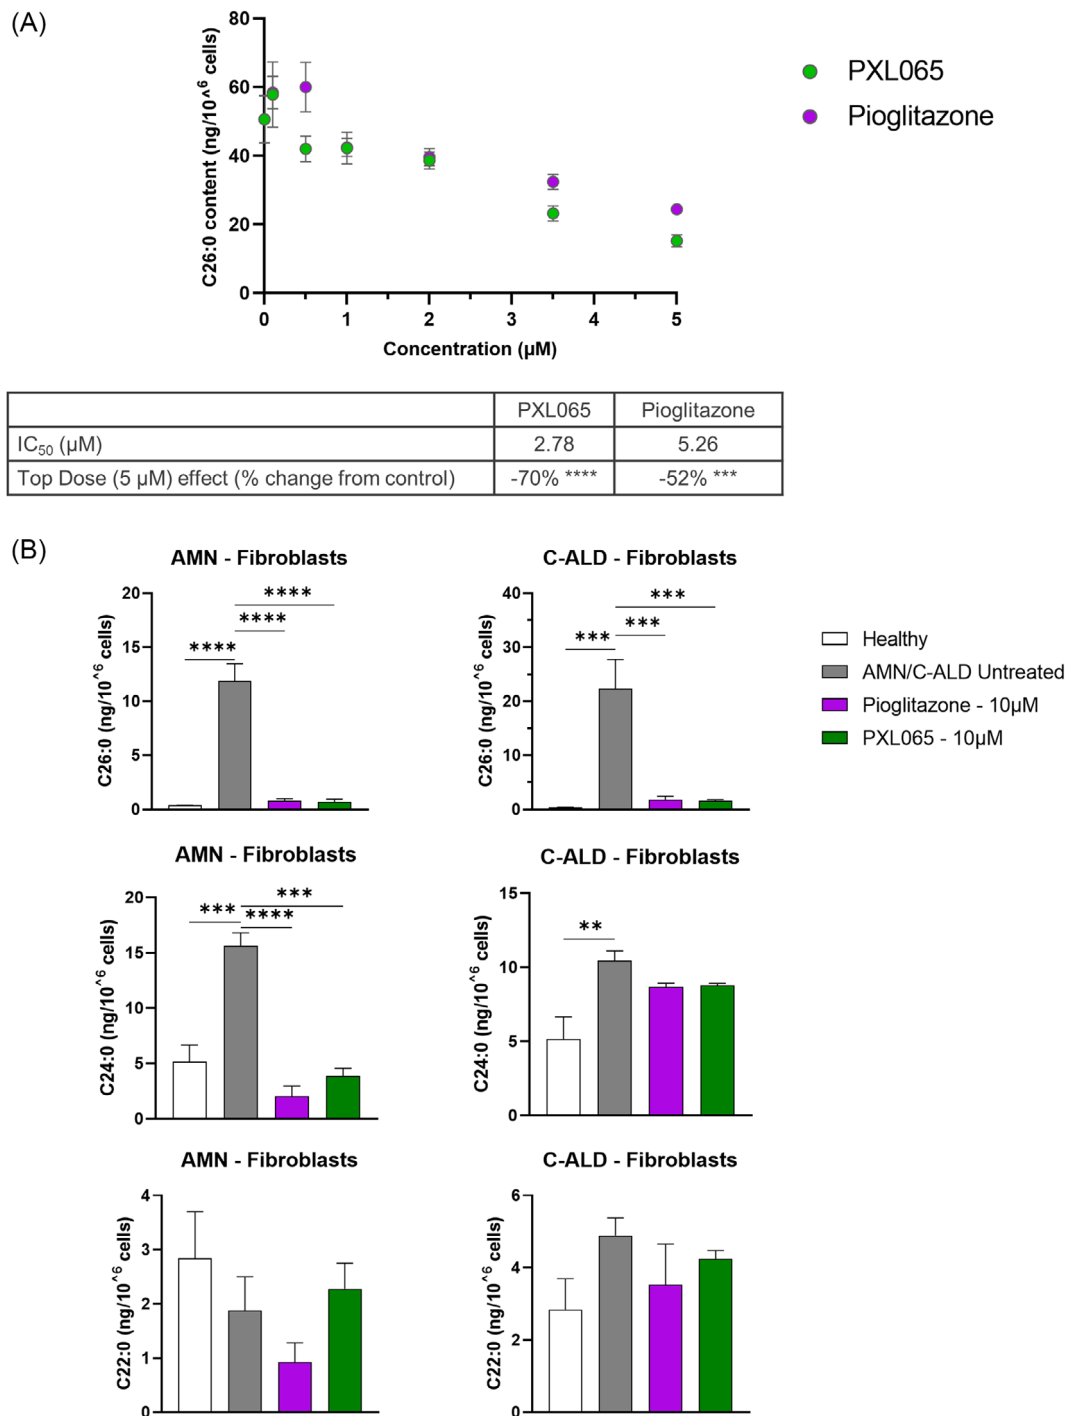 (A)
80
60
40
20
0
C26:0 content (ng/10^6 cells)
0 1 2 3 4 5
Concentration (µM)
PXL065
Pioglitazone
PXL065 Pioglitazone
IC50 (µM) 2.78 5.26
Top Dose (5 µM) effect (% change from control) -70% **** -52% ***
(B)
AMN - Fibroblasts
C26:0 (ng/10^6 cells)
20
15
10
5
0
****
****
****
C-ALD - Fibroblasts
C26:0 (ng/10^6 cells)
40
30
20
10
0
***
***
***
Healthy
AMN/C-ALD Untreated
Pioglitazone - 10µM
PXL065 - 10µM
AMN - Fibroblasts
C24:0 (ng/10^6 cells)
20
15
10
5
0
***
*** ****
C-ALD - Fibroblasts
C24:0 (ng/10^6 cells)
15
10
5
0
**
AMN - Fibroblasts
C22:0 (ng/10^6 cells)
4
3
2
1
0
C-ALD - Fibroblasts
C22:0 (ng/10^6 cells)
6
4
2
0